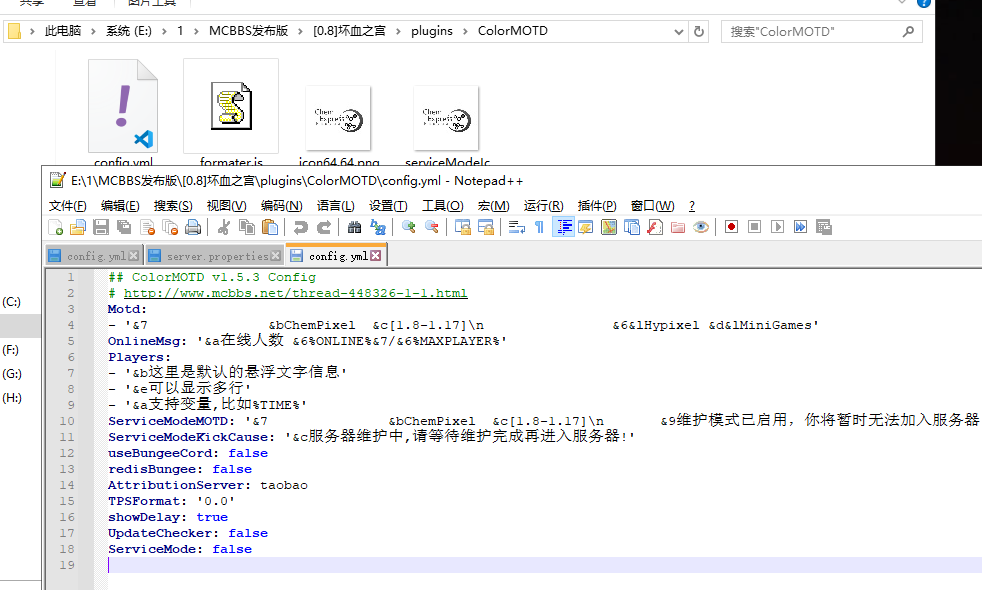 共享 查看 图片工具
此电脑 > 系统 (E:) > 1 > MCBBS发布版 > [0.8]坏血之宫 > plugins > ColorMOTD
搜索"ColorMOTD"
config.yml
formater.js
icon64.64.png
serviceModeIc
E:\1\MCBBS发布版\[0.8]坏血之宫\plugins\ColorMOTD\config.yml - Notepad++
文件(F) 编辑(E) 搜索(S) 视图(V) 编码(N) 语言(L) 设置(T) 工具(O) 宏(M) 运行(R) 插件(P) 窗口(W) ?
config.yml server.properties config.yml
(C:)
(F:)
(G:)
(H:)
1 ## ColorMOTD v1.5.3 Config
2 # http://www.mcbbs.net/thread-448326-1-1.html
3 Motd:
4 - '&7 &bChemPixel &c[1.8-1.17]\n &6&lHypixel &d&lMiniGames'
5 OnlineMsg: '&a在线人数 &6%ONLINE%&7/&6%MAXPLAYER%'
6 Players:
7 - '&b这里是默认的悬浮文字信息'
8 - '&e可以显示多行'
9 - '&a支持变量,比如%TIME%'
10 ServiceModeMOTD: '&7 &bChemPixel &c[1.8-1.17]\n &9维护模式已启用，你将暂时无法加入服务器
11 ServiceModeKickCause: '&c服务器维护中,请等待维护完成再进入服务器!'
12 useBungeeCord: false
13 redisBungee: false
14 AttributionServer: taobao
15 TPSFormat: '0.0'
16 showDelay: true
17 UpdateChecker: false
18 ServiceMode: false
19